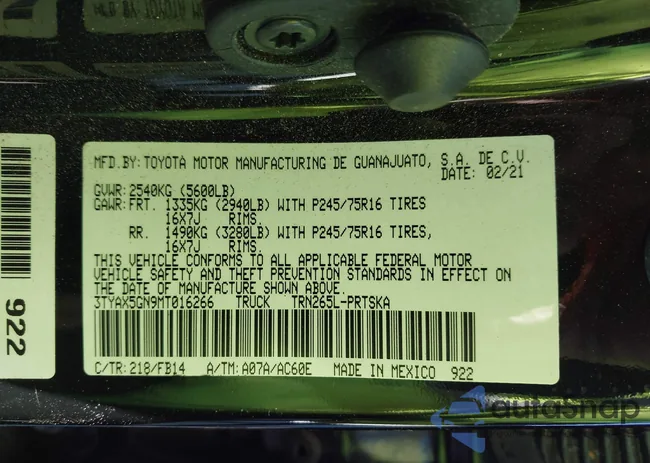 MFD. BY: TOYOTA MOTOR MANUFACTURING DE GUANAJUATO, S.A. DE C.V.
DATE: 02/21
GVWR: 2540KG (5600LB)
GAWR: FRT. 1335KG (2940LB) WITH P245/75R16 TIRES
16X7J RIMS.
RR. 1490KG (3280LB) WITH P245/75R16 TIRES,
16X7J RIMS.
THIS VEHICLE CONFORMS TO ALL APPLICABLE FEDERAL MOTOR
VEHICLE SAFETY AND THEFT PREVENTION STANDARDS IN EFFECT ON
THE DATE OF MANUFACTURE SHOWN ABOVE.
3TYAX5GN9MT016266 TRUCK TRN265L-PRTSKA
C/TR: 218/FB14 A/TM: A07A/AC60E MADE IN MEXICO 922
922
autosnap